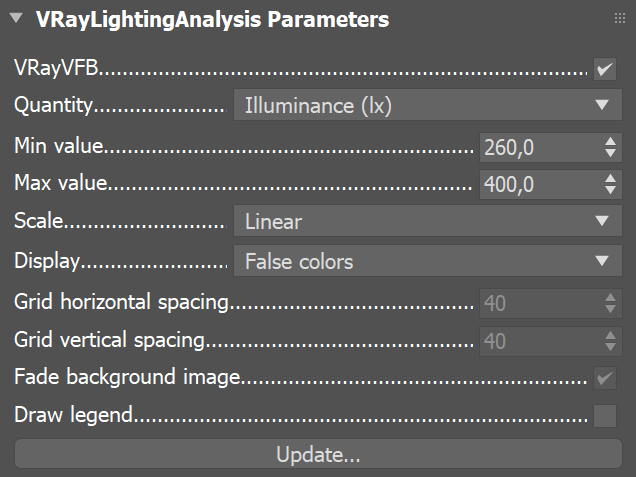 VRayLightingAnalysis Parameters
VRayVFB
Quantity Illuminance (lx)
Min value 260,0
Max value 400,0
Scale Linear
Display False colors
Grid horizontal spacing 40
Grid vertical spacing 40
Fade background image
Draw legend
Update...